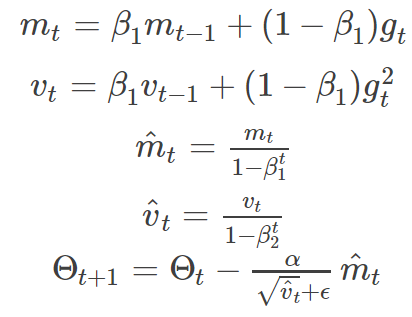 m_t = β_1 m_{t−1} + (1 − β_1)g_t
v_t = β_1 v_{t−1} + (1 − β_1)g_t^2
\hat{m}_t = \frac{m_t}{1−β_1^t}
\hat{v}_t = \frac{v_t}{1−β_2^t}
Θ_{t+1} = Θ_t − \frac{α}{\sqrt{\hat{v}_t}+ϵ} \hat{m}_t